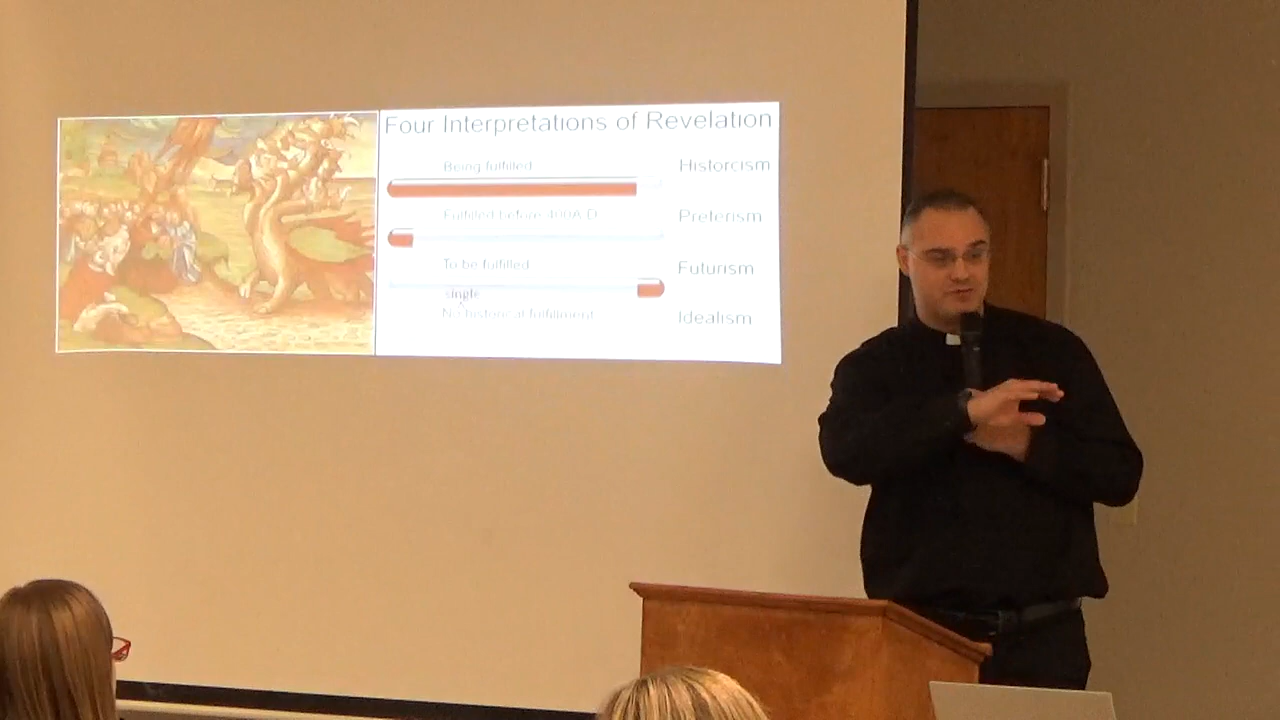 Four Interpretations of Revelation
Being fulfilled Historcism
Fulfilled before 400A.D. Preterism
To be fulfilled Futurism
single
No historical fulfillment Idealism